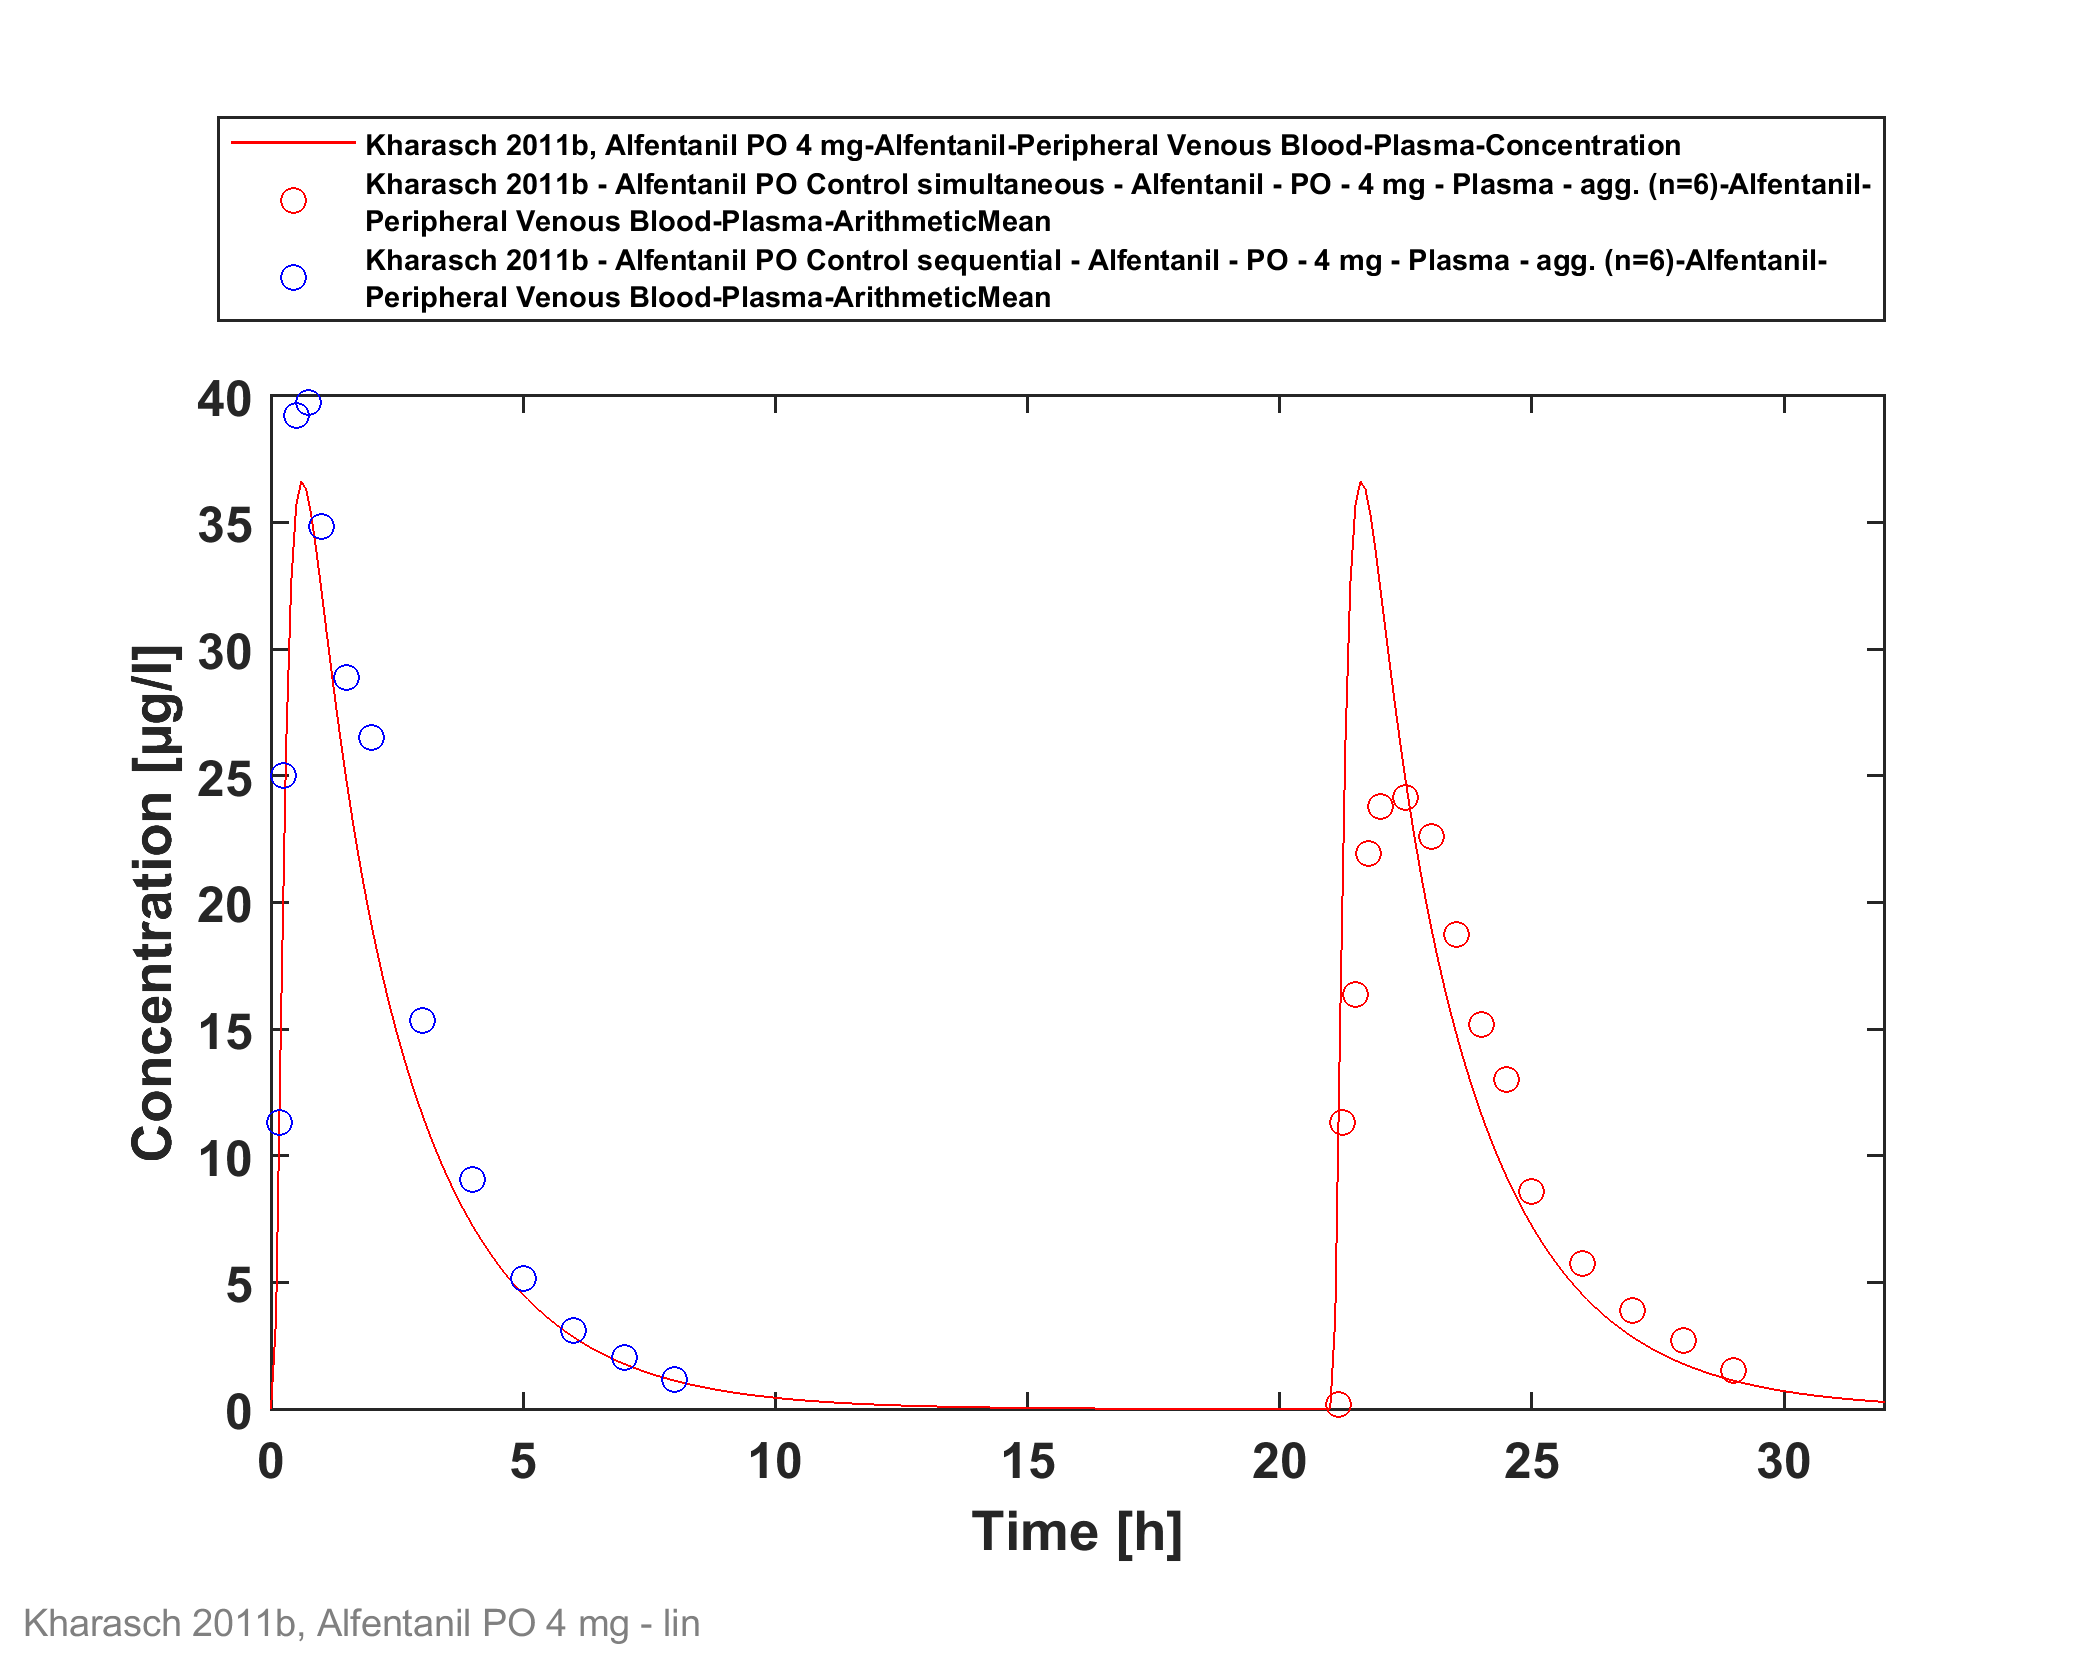 Kharasch 2011b, Alfentanil PO 4 mg-Alfentanil-Peripheral Venous Blood-Plasma-Concentration
Kharasch 2011b - Alfentanil PO Control simultaneous - Alfentanil - PO - 4 mg - Plasma - agg. (n=6)-Alfentanil-
Peripheral Venous Blood-Plasma-ArithmeticMean
Kharasch 2011b - Alfentanil PO Control sequential - Alfentanil - PO - 4 mg - Plasma - agg. (n=6)-Alfentanil-
Peripheral Venous Blood-Plasma-ArithmeticMean
40
35
30
25
20
15
10
5
0
Concentration [µg/l]
0 5 10 15 20 25 30
Time [h]
Kharasch 2011b, Alfentanil PO 4 mg - lin